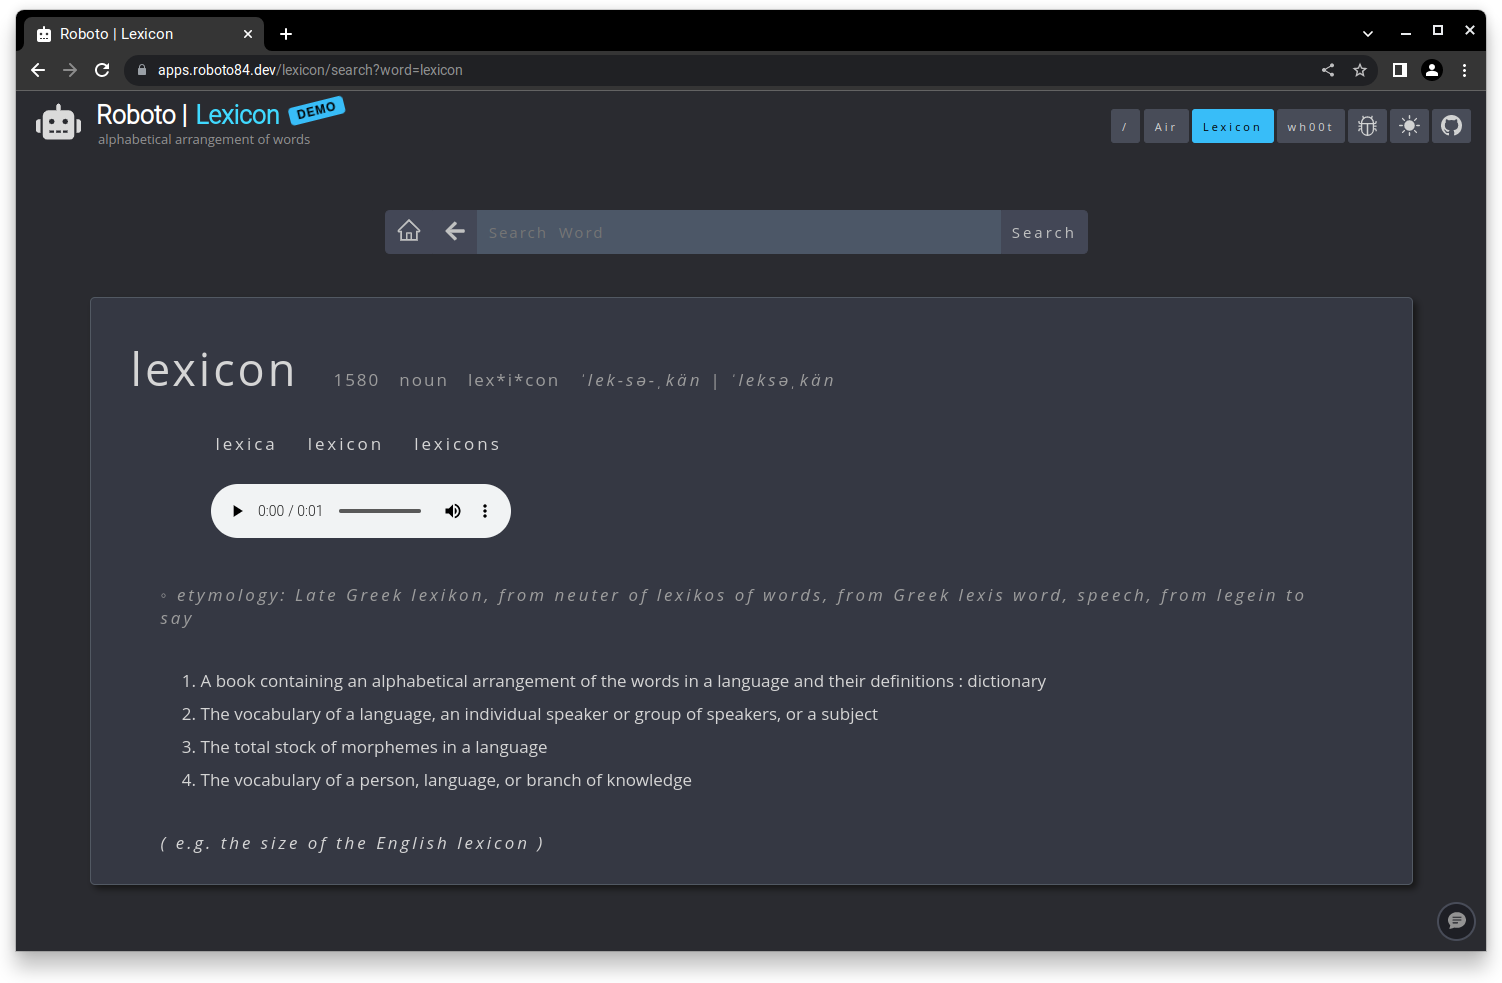 Roboto | Lexicon
apps.roboto84.dev/lexicon/search?word=lexicon
Roboto | Lexicon DEMO
alphabetical arrangement of words
/ Air Lexicon wh00t
Search Word Search
lexicon 1580 noun lex*i*con ˈlek-sə-ˌkän | ˈleksəˌkän
lexica lexicon lexicons
0:00 / 0:01
◦ etymology: Late Greek lexikon, from neuter of lexikos of words, from Greek lexis word, speech, from legein to
say
1. A book containing an alphabetical arrangement of the words in a language and their definitions : dictionary
2. The vocabulary of a language, an individual speaker or group of speakers, or a subject
3. The total stock of morphemes in a language
4. The vocabulary of a person, language, or branch of knowledge
( e.g. the size of the English lexicon )